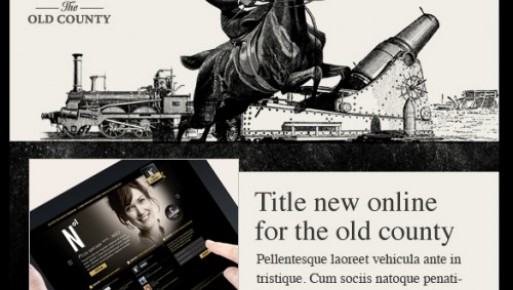 The
OLD COUNTY
N
Title new online
for the old county
Pellentesque laoreet vehicula ante in
tristique. Cum sociis natoque penati-